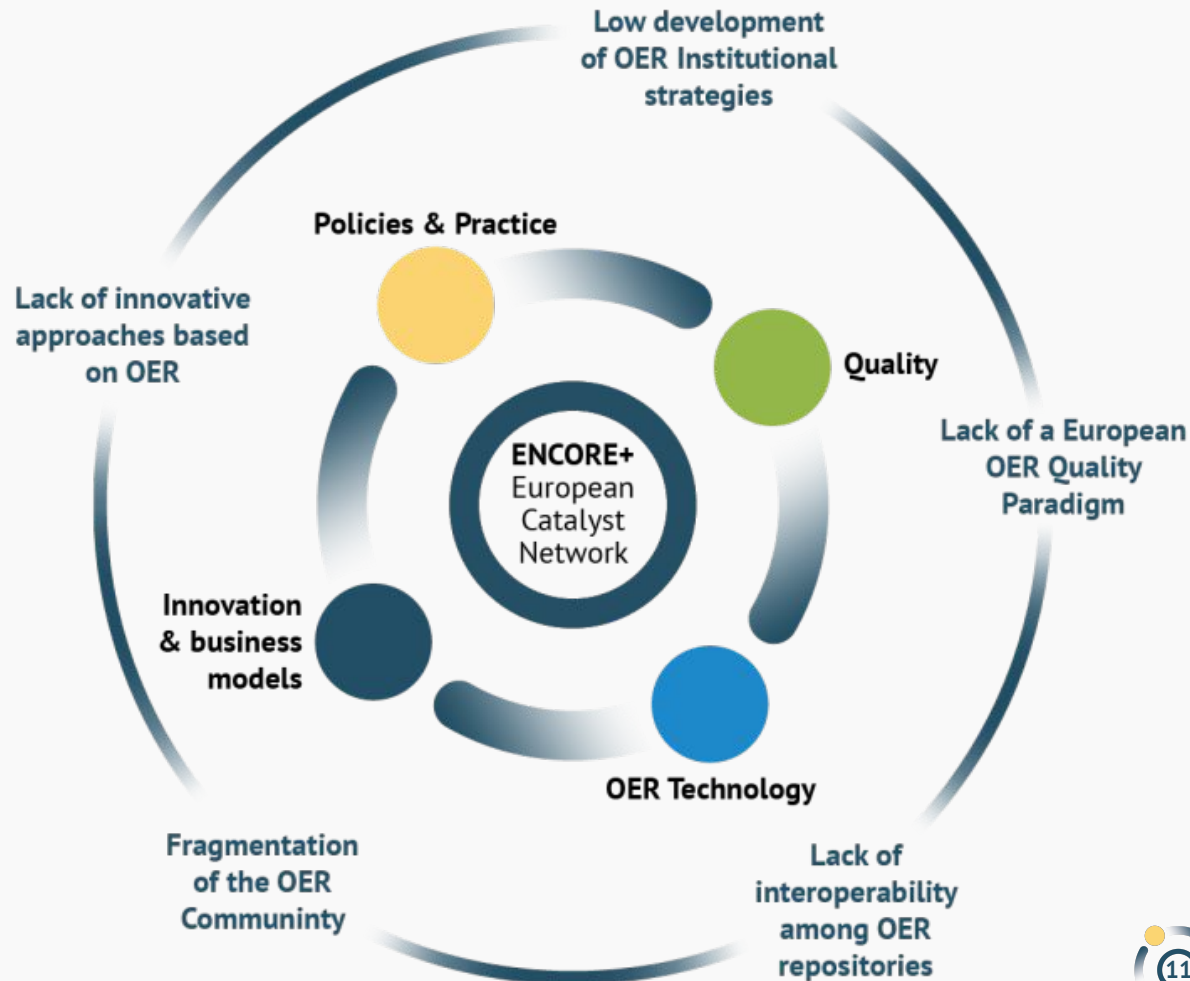 Low development
of OER Institutional
strategies
Policies & Practice
Lack of innovative
approaches based
on OER
Quality
Lack of a European
OER Quality
Paradigm
ENCORE+
European
Catalyst
Network
Innovation
& business
models
OER Technology
Fragmentation
of the OER
Communinty
Lack of
interoperability
among OER
repositories
11